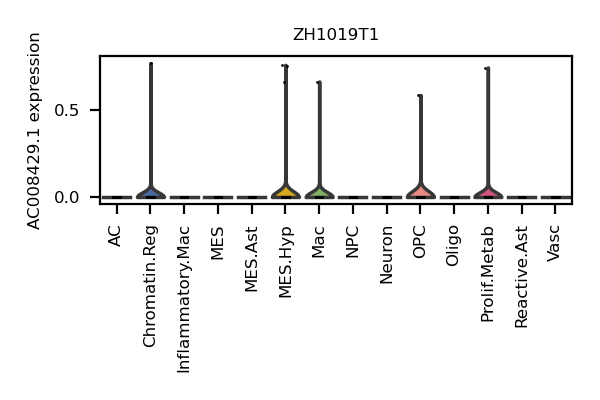 ZH1019T1
AC008429.1 expression
0.5
0.0
AC
Chromatin.Reg
Inflammatory.Mac
MES
MES.Ast
MES.Hyp
Mac
NPC
Neuron
OPC
Oligo
Prolif.Metab
Reactive.Ast
Vasc